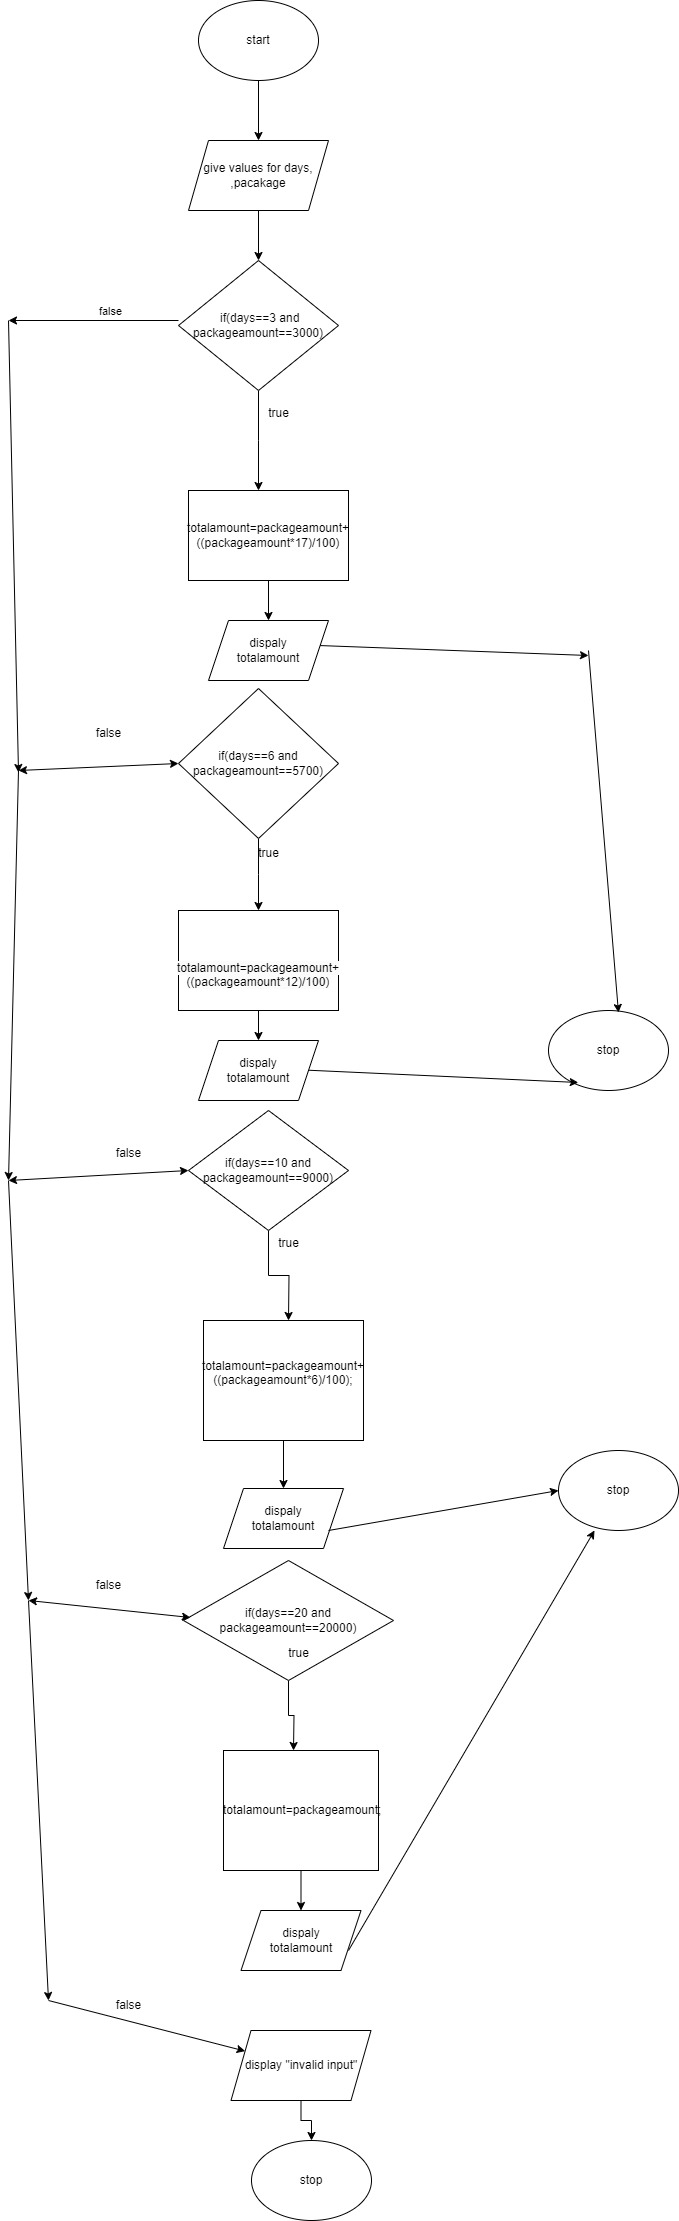 start
give values for days,
,pacakage
false
if(days==3 and
packageamount==3000)
true
totalamount=packageamount+
((packageamount*17)/100)
dispaly
totalamount
false
if(days==6 and
packageamount==5700)
true
totalamount=packageamount+
((packageamount*12)/100)
stop
dispaly
totalamount
false
if(days==10 and
packageamount==9000)
true
totalamount=packageamount+
((packageamount*6)/100);
stop
dispaly
totalamount
false
if(days==20 and
packageamount==20000)
true
totalamount=packageamount;
dispaly
totalamount
false
display "invalid input"
stop